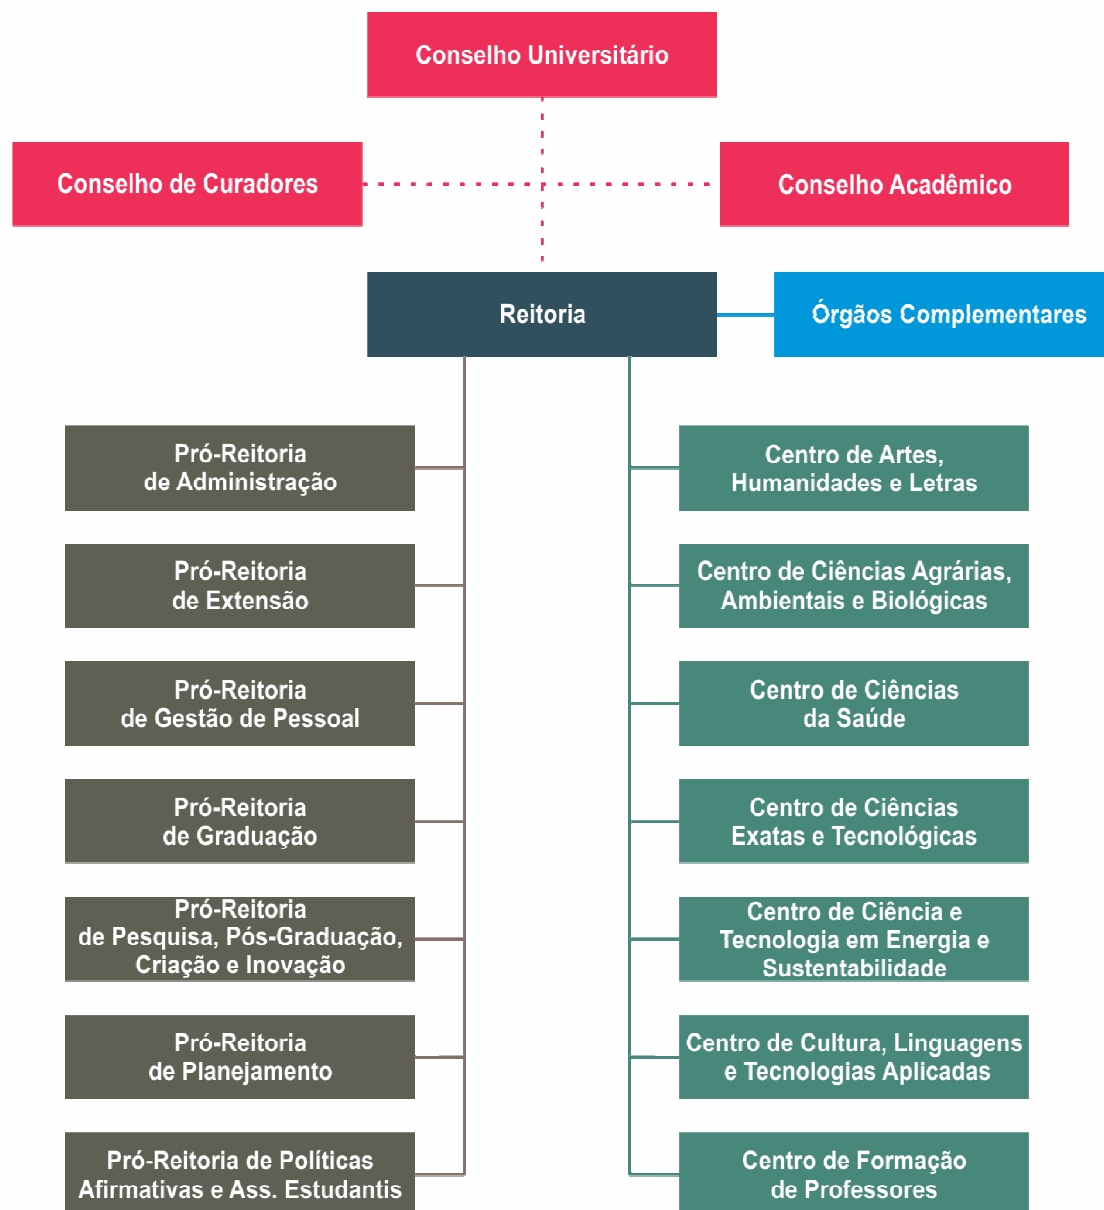 Conselho Universitário
Conselho de Curadores
Conselho Acadêmico
Reitoria
Órgãos Complementares
Pró-Reitoria
de Administração
Pró-Reitoria
de Extensão
Pró-Reitoria
de Gestão de Pessoal
Pró-Reitoria
de Graduação
Pró-Reitoria
de Pesquisa, Pós-Graduação,
Criação e Inovação
Pró-Reitoria
de Planejamento
Pró-Reitoria de Políticas
Afirmativas e Ass. Estudantis
Centro de Artes,
Humanidades e Letras
Centro de Ciências Agrárias,
Ambientais e Biológicas
Centro de Ciências
da Saúde
Centro de Ciências
Exatas e Tecnológicas
Centro de Ciência e
Tecnologia em Energia e
Sustentabilidade
Centro de Cultura, Linguagens
e Tecnologias Aplicadas
Centro de Formação
de Professores